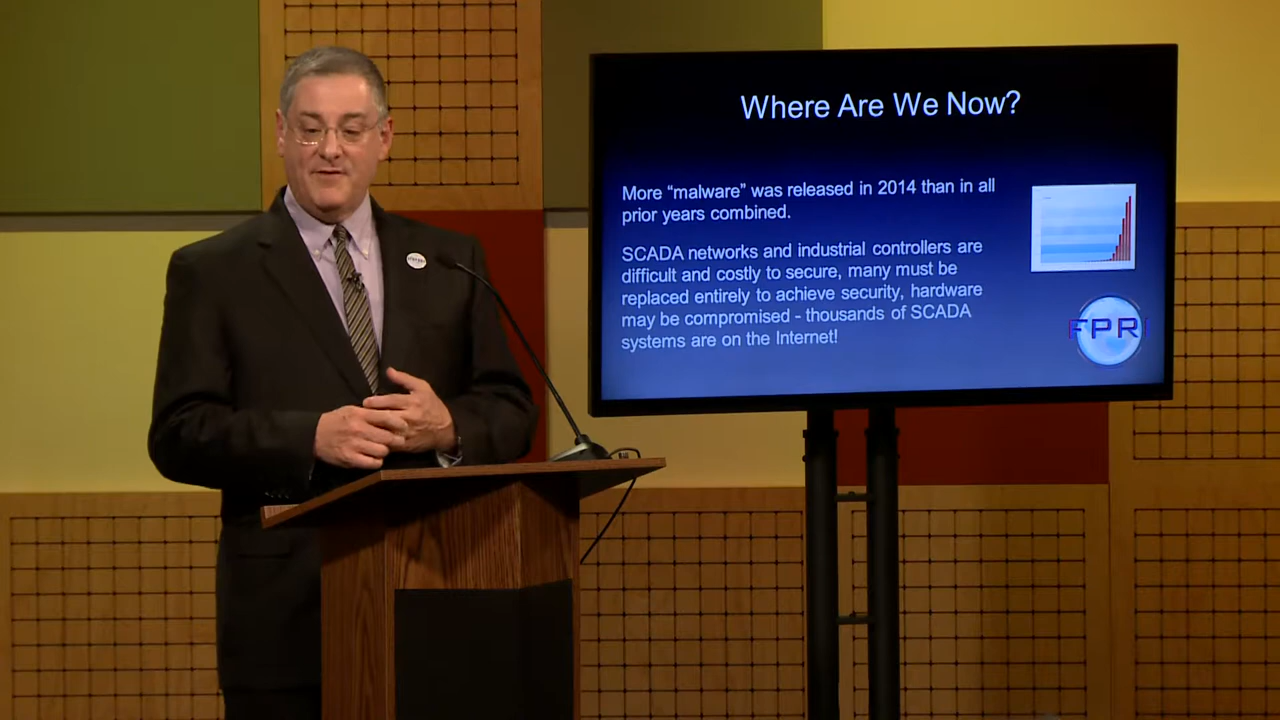 Where Are We Now?
More “malware” was released in 2014 than in all
prior years combined.
SCADA networks and industrial controllers are
difficult and costly to secure, many must be
replaced entirely to achieve security, hardware
may be compromised - thousands of SCADA
systems are on the Internet!
FPRI